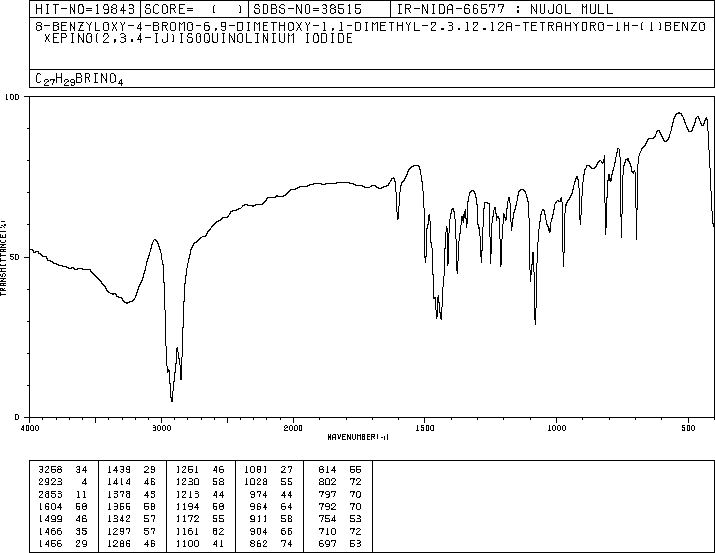 HIT-NO=19843 SCORE= ( ) SDBS-NO=38515 IR-NIDA-66577 : NUJOL MULL
8-BENZYLOXY-4-BROMO-6,9-DIMETHOXY-1,1-DIMETHYL-2,3,12,12A-TETRAHYDRO-1H-(1)BENZO
XEPINO(2,3,4-IJ)ISOQUINOLINIUM IODIDE
C27H29BRINO4
100
50
0
TRANSMITTANCE(%)
4000 3000 2000 1500 1000 500
WAVENUMBER(-1)
3268 34 1439 29 1251 46 1081 27 814 55
2923 4 1414 46 1230 58 1028 55 802 72
2853 11 1378 43 1213 44 974 44 797 70
1604 60 1366 58 1194 60 964 64 792 70
1499 46 1342 57 1172 55 911 58 754 53
1466 35 1297 57 1161 62 904 66 710 72
1456 29 1286 46 1100 41 862 74 697 53